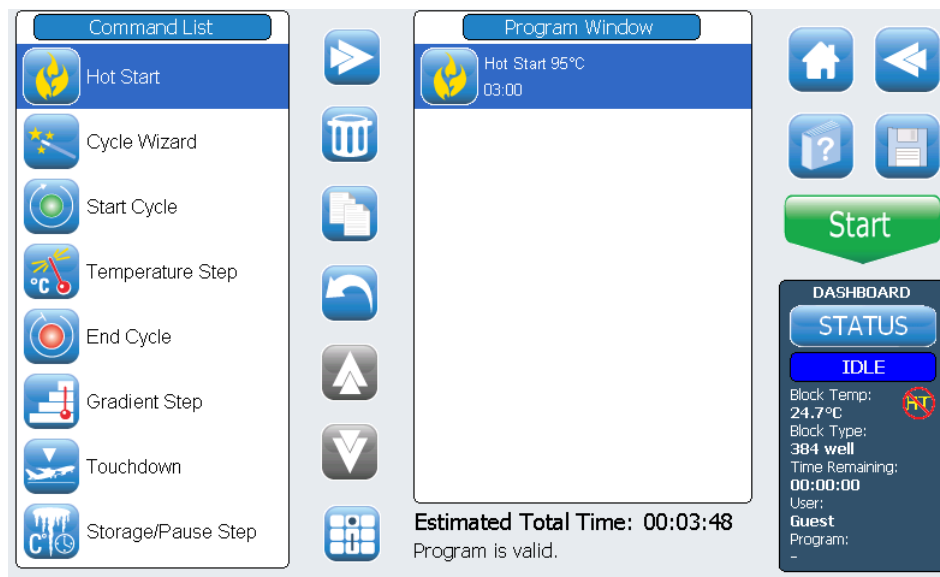 Command List
Hot Start
Cycle Wizard
Start Cycle
°C
Temperature Step
End Cycle
Gradient Step
Touchdown
C°
Storage/Pause Step
Program Window
Hot Start 95°C
03:00
Estimated Total Time: 00:03:48
Program is valid.
?
Start
DASHBOARD
STATUS
IDLE
Block Temp:
24.7°C
HT
Block Type:
384 well
Time Remaining:
00:00:00
User:
Guest
Program:
-